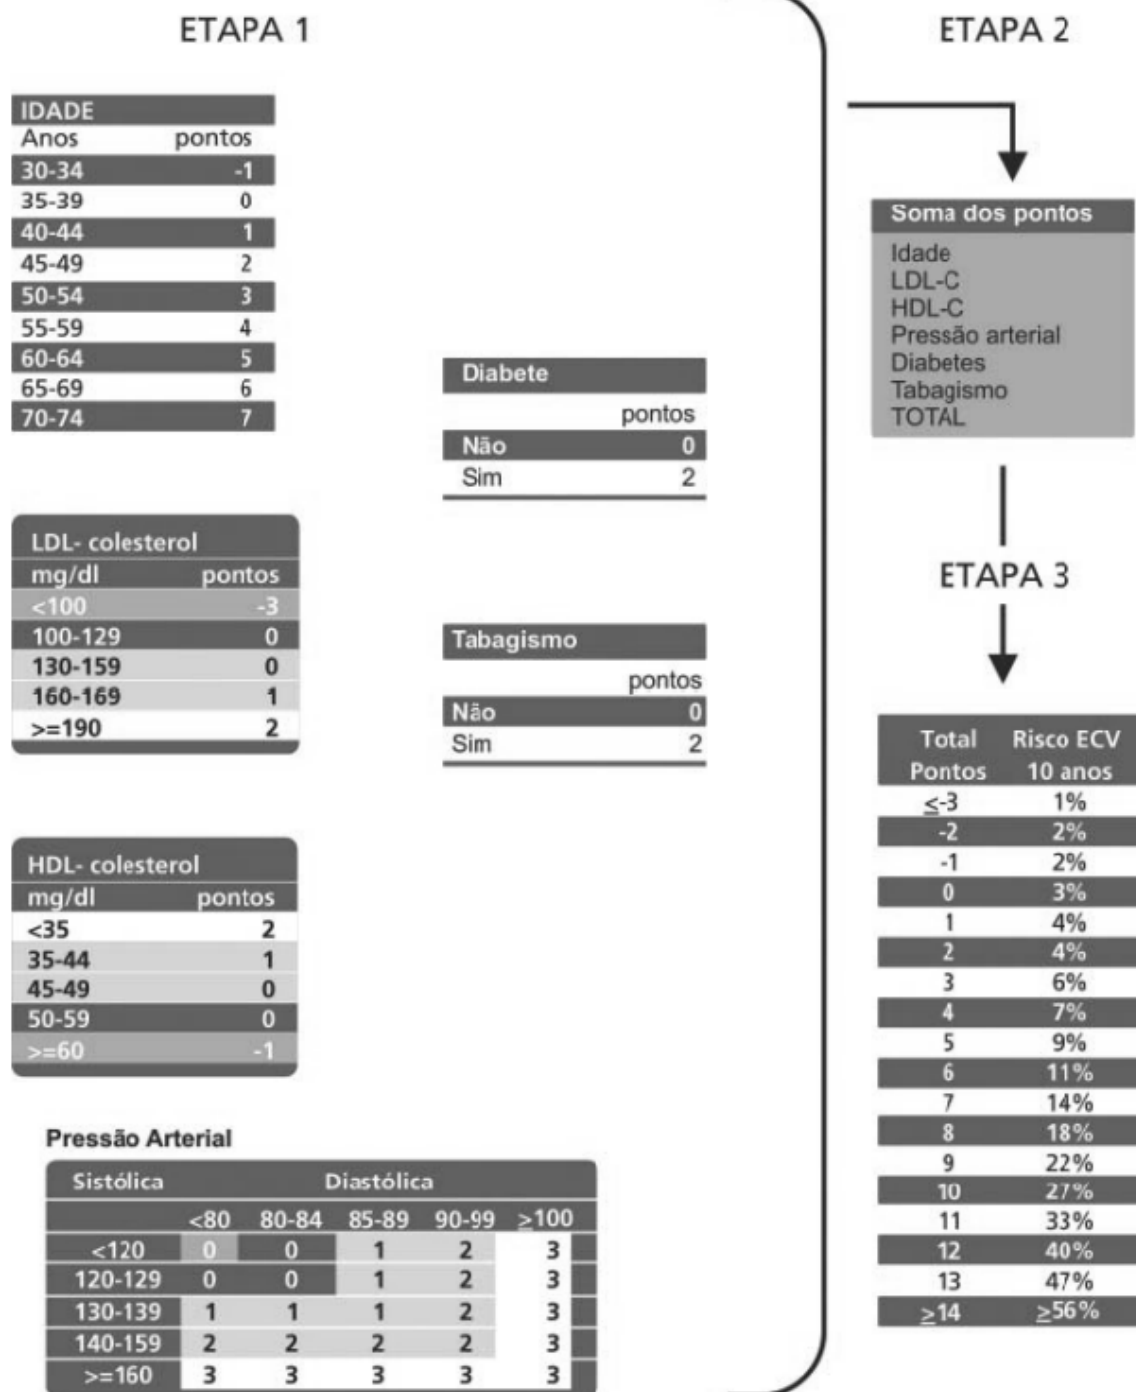 ETAPA 1
IDADE
Anos pontos
30-34 -1
35-39 0
40-44 1
45-49 2
50-54 3
55-59 4
60-64 5
65-69 6
70-74 7
LDL- colesterol
mg/dl pontos
<100 -3
100-129 0
130-159 0
160-169 1
>=190 2
HDL- colesterol
mg/dl pontos
<35 2
35-44 1
45-49 0
50-59 0
>=60 -1
Diabete
pontos
Não 0
Sim 2
Tabagismo
pontos
Não 0
Sim 2
Pressão Arterial
Sistólica Diastólica
<80 80-84 85-89 90-99 ≥100
<120 0 0 1 2 3
120-129 0 0 1 2 3
130-139 1 1 1 2 3
140-159 2 2 2 2 3
>=160 3 3 3 3 3
ETAPA 2
Soma dos pontos
Idade
LDL-C
HDL-C
Pressão arterial
Diabetes
Tabagismo
TOTAL
ETAPA 3
Total Risco ECV
Pontos 10 anos
≤-3 1%
-2 2%
-1 2%
0 3%
1 4%
2 4%
3 6%
4 7%
5 9%
6 11%
7 14%
8 18%
9 22%
10 27%
11 33%
12 40%
13 47%
≥14 ≥56%